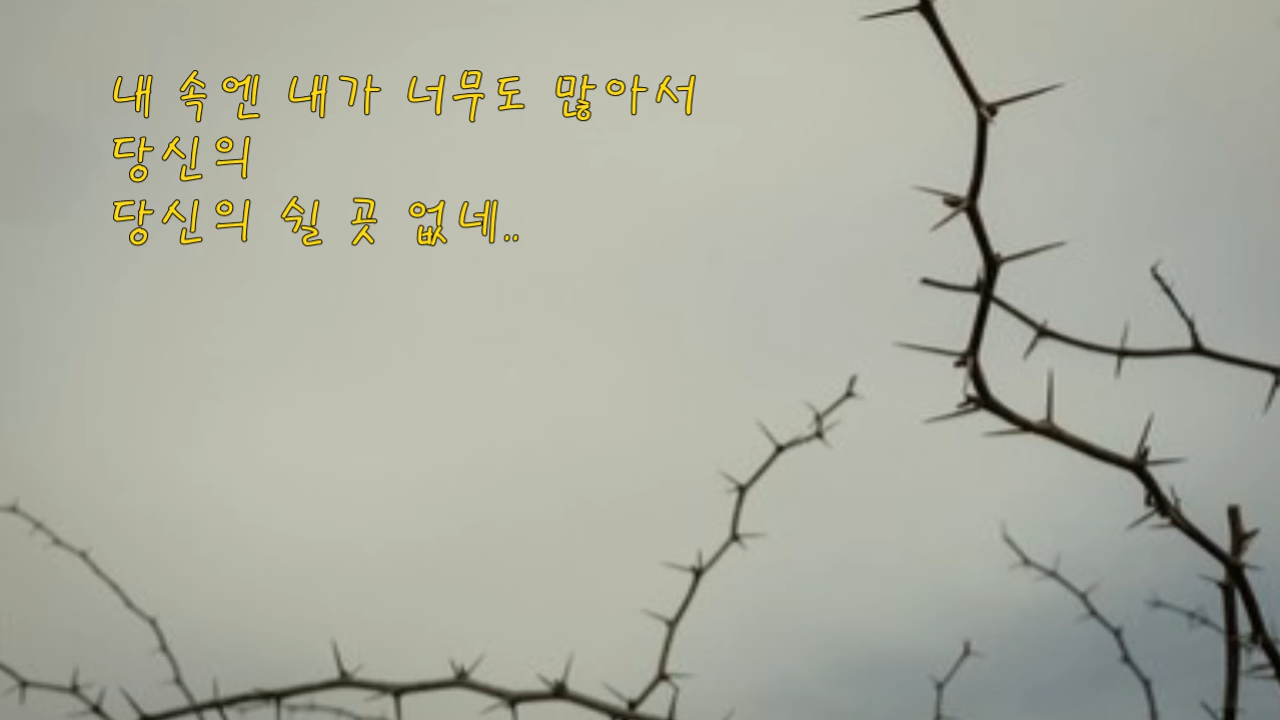 내 속엔 내가 너무도 많아서
당신의
당신의 쉴 곳 없네..